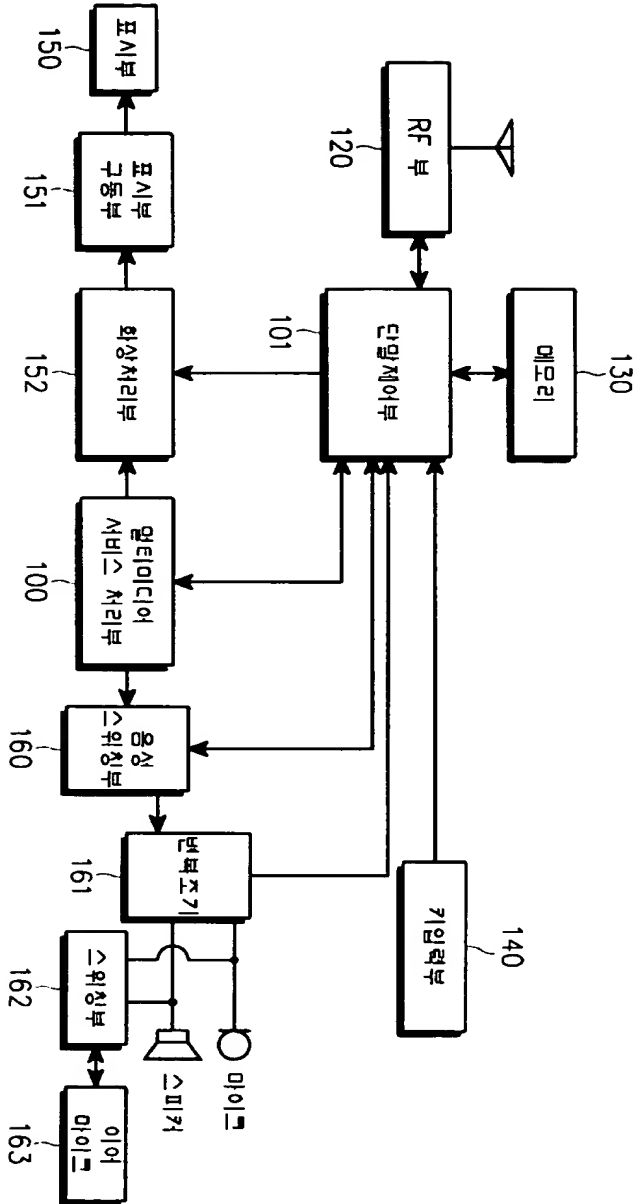 130
메모리
140
키입력부
RF 부
120
101
단말제어부
표시부
150
표시부
구동부
151
화상처리부
152
멀티미디어
서비스 처리부
100
음성
스위칭부
160
변복조기
161
마이크
스피커
스위칭부
162
이어
마이크
163